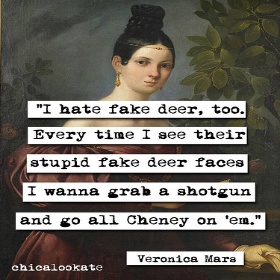 "I hate fake deer, too.
Every time I see their
stupid fake deer faces
I wanna grab a shotgun
and go all Cheney on 'em."
Veronica Mars
chicalookate